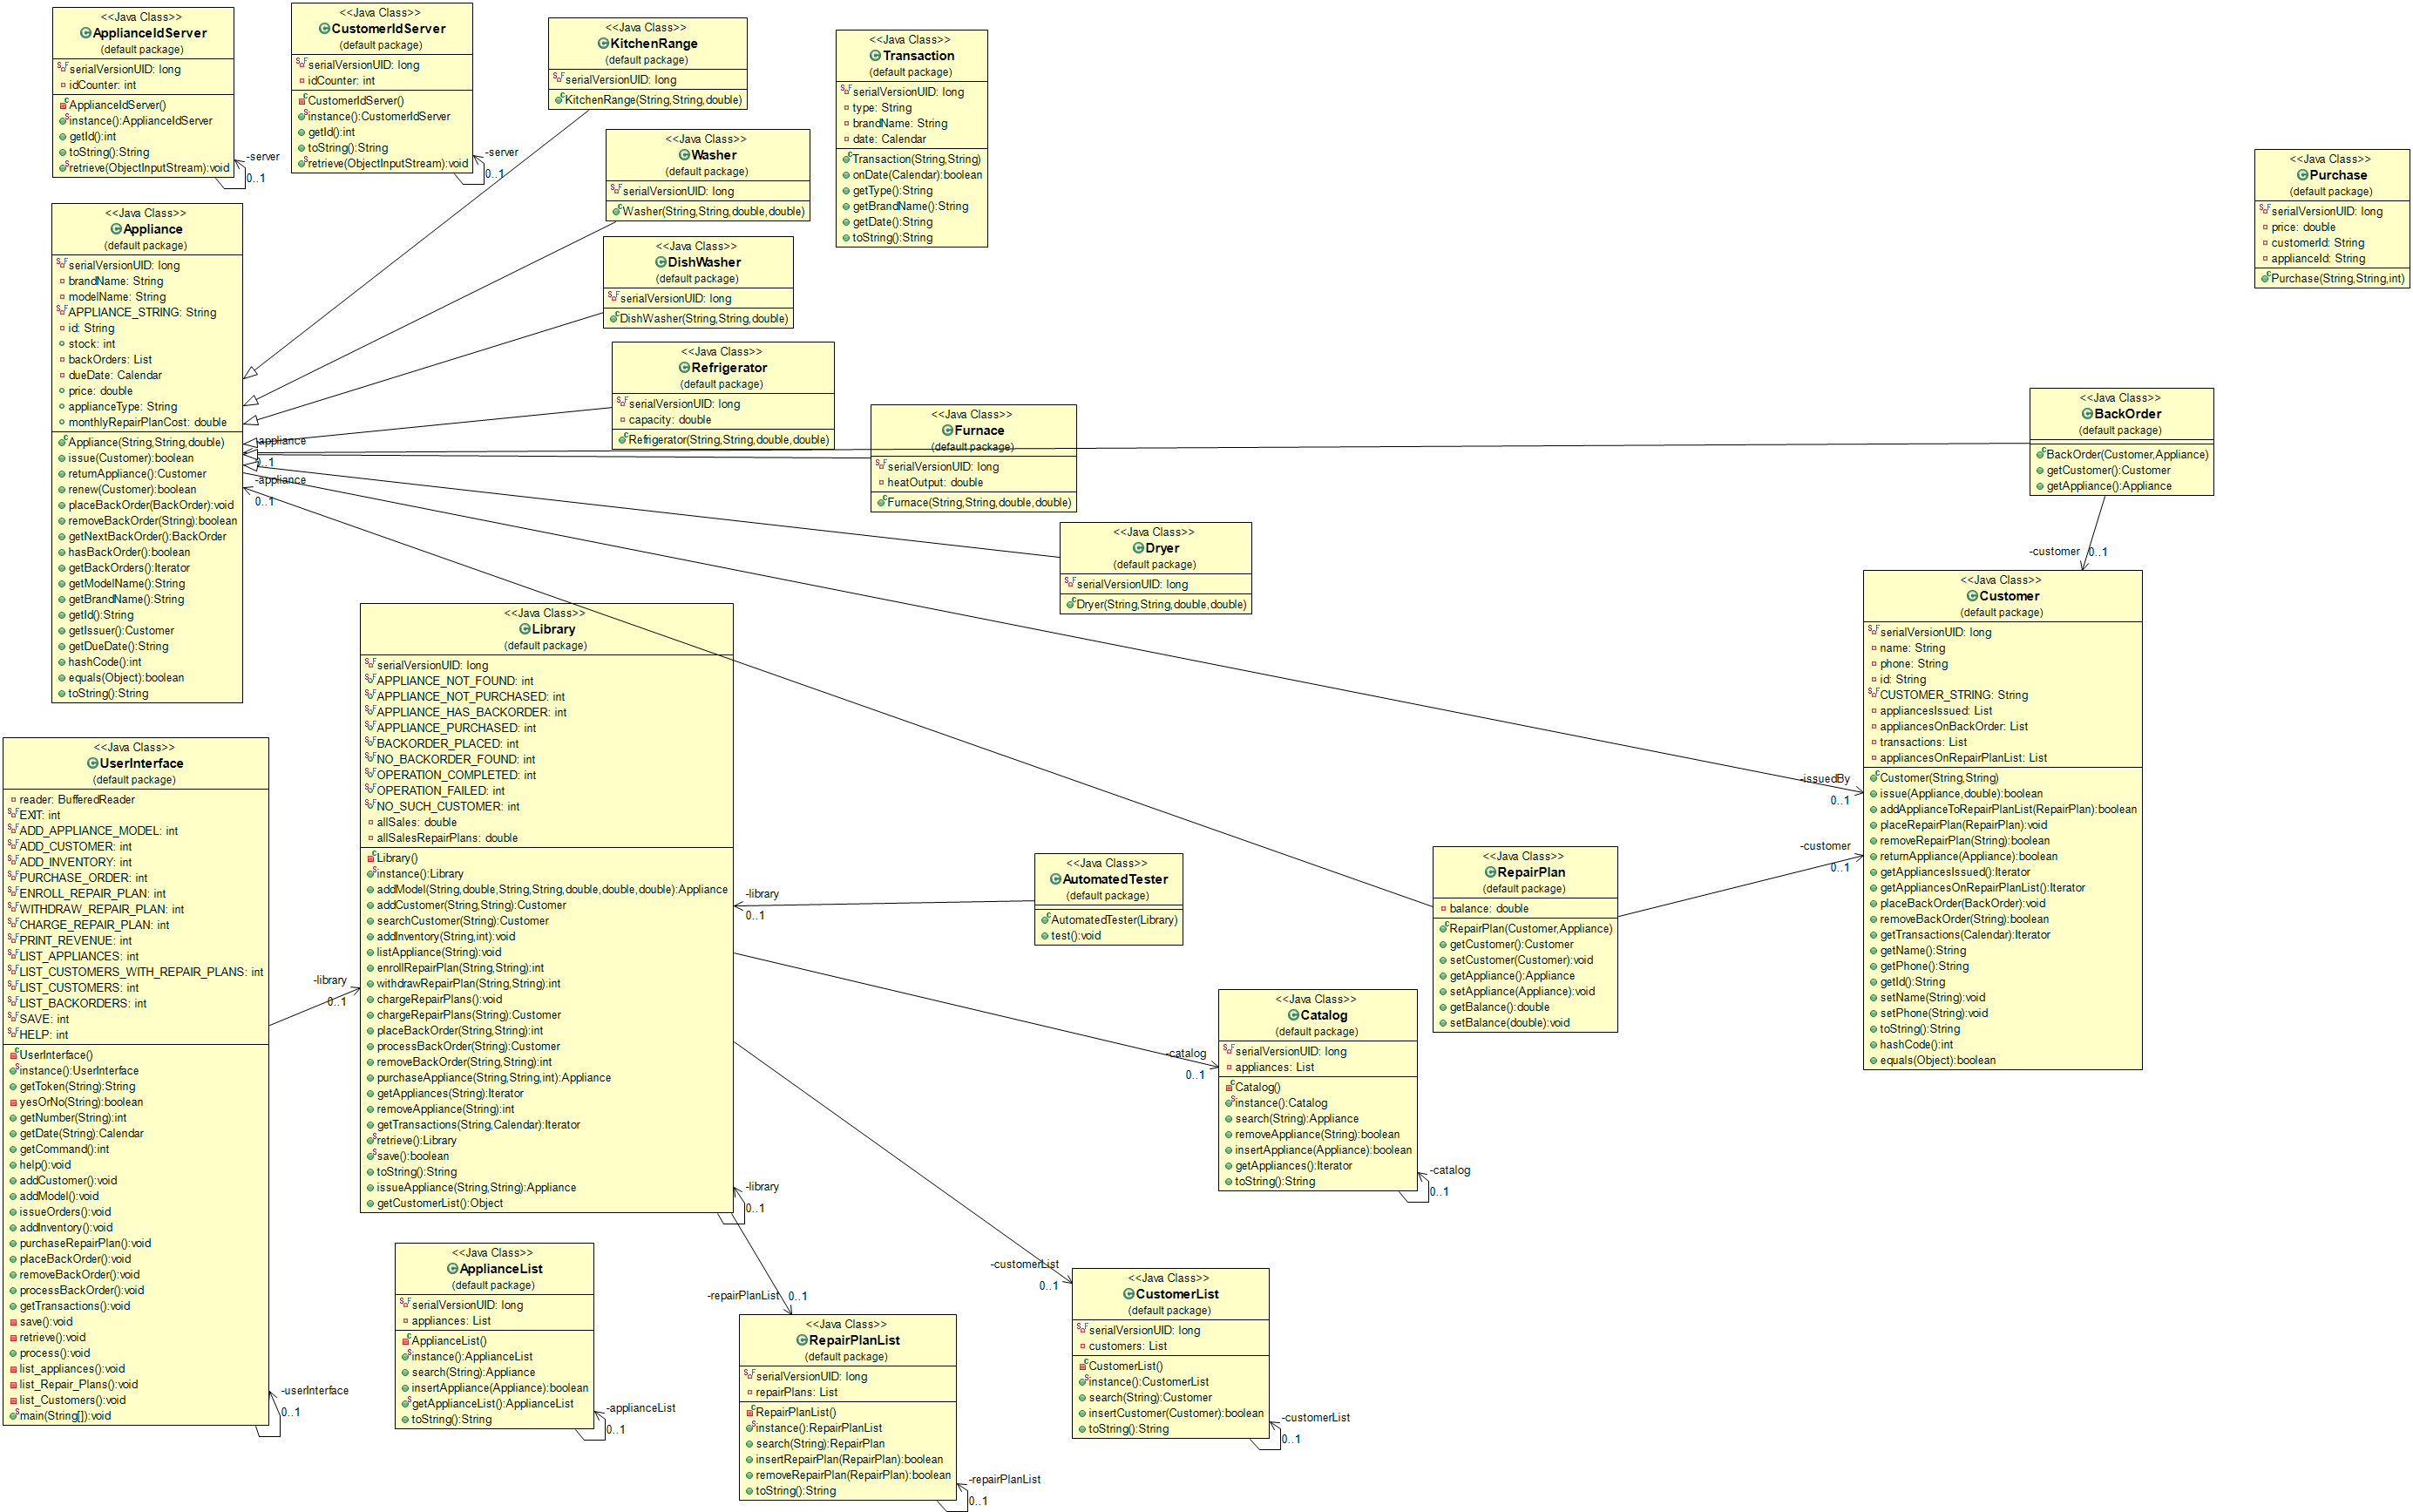 <<Java Class>>
ApplianceIdServer
(default package)
serialVersionUID: long
idCounter: int
ApplianceIdServer()
instance():ApplianceIdServer
getId():int
toString():String
retrieve(ObjectInputStream):void
-server
0..1
<<Java Class>>
CustomerIdServer
(default package)
serialVersionUID: long
idCounter: int
CustomerIdServer()
instance():CustomerIdServer
getId():int
toString():String
retrieve(ObjectInputStream):void
-server
0..1
<<Java Class>>
KitchenRange
(default package)
serialVersionUID: long
KitchenRange(String,String,double)
<<Java Class>>
Washer
(default package)
serialVersionUID: long
Washer(String,String,double,double)
<<Java Class>>
DishWasher
(default package)
serialVersionUID: long
DishWasher(String,String,double)
<<Java Class>>
Refrigerator
(default package)
serialVersionUID: long
capacity: double
Refrigerator(String,String,double,double)
<<Java Class>>
Transaction
(default package)
serialVersionUID: long
type: String
brandName: String
date: Calendar
Transaction(String,String)
onDate(Calendar):boolean
getType():String
getBrandName():String
getDate():String
toString():String
<<Java Class>>
Purchase
(default package)
serialVersionUID: long
price: double
customerId: String
applianceId: String
Purchase(String,String,int)
<<Java Class>>
Appliance
(default package)
serialVersionUID: long
brandName: String
modelName: String
APPLIANCE_STRING: String
id: String
stock: int
backOrders: List
dueDate: Calendar
price: double
applianceType: String
monthlyRepairPlanCost: double
Appliance(String,String,double)
issue(Customer):boolean
returnAppliance():Customer
renew(Customer):boolean
placeBackOrder(BackOrder):void
removeBackOrder(String):boolean
getNextBackOrder():BackOrder
hasBackOrder():boolean
getBackOrders():Iterator
getModelName():String
getBrandName():String
getId():String
getIssuer():Customer
getDueDate():String
hashCode():int
equals(Object):boolean
toString():String
-appliance
0..1
-appliance
0..1
<<Java Class>>
Furnace
(default package)
serialVersionUID: long
heatOutput: double
Furnace(String,String,double,double)
<<Java Class>>
Dryer
(default package)
serialVersionUID: long
Dryer(String,String,double,double)
<<Java Class>>
BackOrder
(default package)
BackOrder(Customer,Appliance)
getCustomer():Customer
getAppliance():Appliance
-customer
0..1
<<Java Class>>
Customer
(default package)
serialVersionUID: long
name: String
phone: String
id: String
CUSTOMER_STRING: String
appliancesIssued: List
appliancesOnBackOrder: List
transactions: List
appliancesOnRepairPlanList: List
Customer(String,String)
issue(Appliance,double):boolean
addApplianceToRepairPlanList(RepairPlan):boolean
placeRepairPlan(RepairPlan):void
removeRepairPlan(String):boolean
returnAppliance(Appliance):boolean
getAppliancesIssued():Iterator
getAppliancesOnRepairPlanList():Iterator
placeBackOrder(BackOrder):void
removeBackOrder(String):boolean
getTransactions(Calendar):Iterator
getName():String
getPhone():String
getId():String
setName(String):void
setPhone(String):void
toString():String
hashCode():int
equals(Object):boolean
-issuedBy
0..1
-customer
0..1
<<Java Class>>
Library
(default package)
serialVersionUID: long
APPLIANCE_NOT_FOUND: int
APPLIANCE_NOT_PURCHASED: int
APPLIANCE_HAS_BACKORDER: int
APPLIANCE_PURCHASED: int
BACKORDER_PLACED: int
NO_BACKORDER_FOUND: int
OPERATION_COMPLETED: int
OPERATION_FAILED: int
NO_SUCH_CUSTOMER: int
allSales: double
allSalesRepairPlans: double
Library()
instance():Library
addModel(String,double,String,String,double,double,double):Appliance
addCustomer(String,String):Customer
searchCustomer(String):Customer
addInventory(String,int):void
listAppliance(String):void
enrollRepairPlan(String,String):int
withdrawRepairPlan(String,String):int
chargeRepairPlans():void
chargeRepairPlans(String):Customer
placeBackOrder(String,String):int
processBackOrder(String):Customer
removeBackOrder(String,String):int
purchaseAppliance(String,String,int):Appliance
getAppliances(String):Iterator
removeAppliance(String):int
getTransactions(String,Calendar):Iterator
retrieve():Library
save():boolean
toString():String
issueAppliance(String,String):Appliance
getCustomerList():Object
-library
0..1
-library
0..1
-library
0..1
<<Java Class>>
UserInterface
(default package)
reader: BufferedReader
EXIT: int
ADD_APPLIANCE_MODEL: int
ADD_CUSTOMER: int
ADD_INVENTORY: int
PURCHASE_ORDER: int
ENROLL_REPAIR_PLAN: int
WITHDRAW_REPAIR_PLAN: int
CHARGE_REPAIR_PLAN: int
PRINT_REVENUE: int
LIST_APPLIANCES: int
LIST_CUSTOMERS_WITH_REPAIR_PLANS: int
LIST_CUSTOMERS: int
LIST_BACKORDERS: int
SAVE: int
HELP: int
UserInterface()
instance():UserInterface
getToken(String):String
yesOrNo(String):boolean
getNumber(String):int
getDate(String):Calendar
getCommand():int
help():void
addCustomer():void
addModel():void
issueOrders():void
addInventory():void
purchaseRepairPlan():void
placeBackOrder():void
removeBackOrder():void
processBackOrder():void
getTransactions():void
save():void
retrieve():void
process():void
list_appliances():void
list_Repair_Plans():void
list_Customers():void
main(String[]):void
-userInterface
0..1
<<Java Class>>
AutomatedTester
(default package)
AutomatedTester(Library)
test():void
<<Java Class>>
RepairPlan
(default package)
balance: double
RepairPlan(Customer,Appliance)
getCustomer():Customer
setCustomer(Customer):void
getAppliance():Appliance
setAppliance(Appliance):void
getBalance():double
setBalance(double):void
<<Java Class>>
Catalog
(default package)
serialVersionUID: long
appliances: List
Catalog()
instance():Catalog
search(String):Appliance
removeAppliance(String):boolean
insertAppliance(Appliance):boolean
getAppliances():Iterator
toString():String
-catalog
0..1
-catalog
0..1
<<Java Class>>
ApplianceList
(default package)
serialVersionUID: long
appliances: List
ApplianceList()
instance():ApplianceList
search(String):Appliance
insertAppliance(Appliance):boolean
getApplianceList():ApplianceList
toString():String
-applianceList
0..1
<<Java Class>>
RepairPlanList
(default package)
serialVersionUID: long
repairPlans: List
RepairPlanList()
instance():RepairPlanList
search(String):RepairPlan
insertRepairPlan(RepairPlan):boolean
removeRepairPlan(RepairPlan):boolean
toString():String
-repairPlanList
0..1
-repairPlanList
0..1
<<Java Class>>
CustomerList
(default package)
serialVersionUID: long
customers: List
CustomerList()
instance():CustomerList
search(String):Customer
insertCustomer(Customer):boolean
toString():String
-customerList
0..1
-customerList
0..1